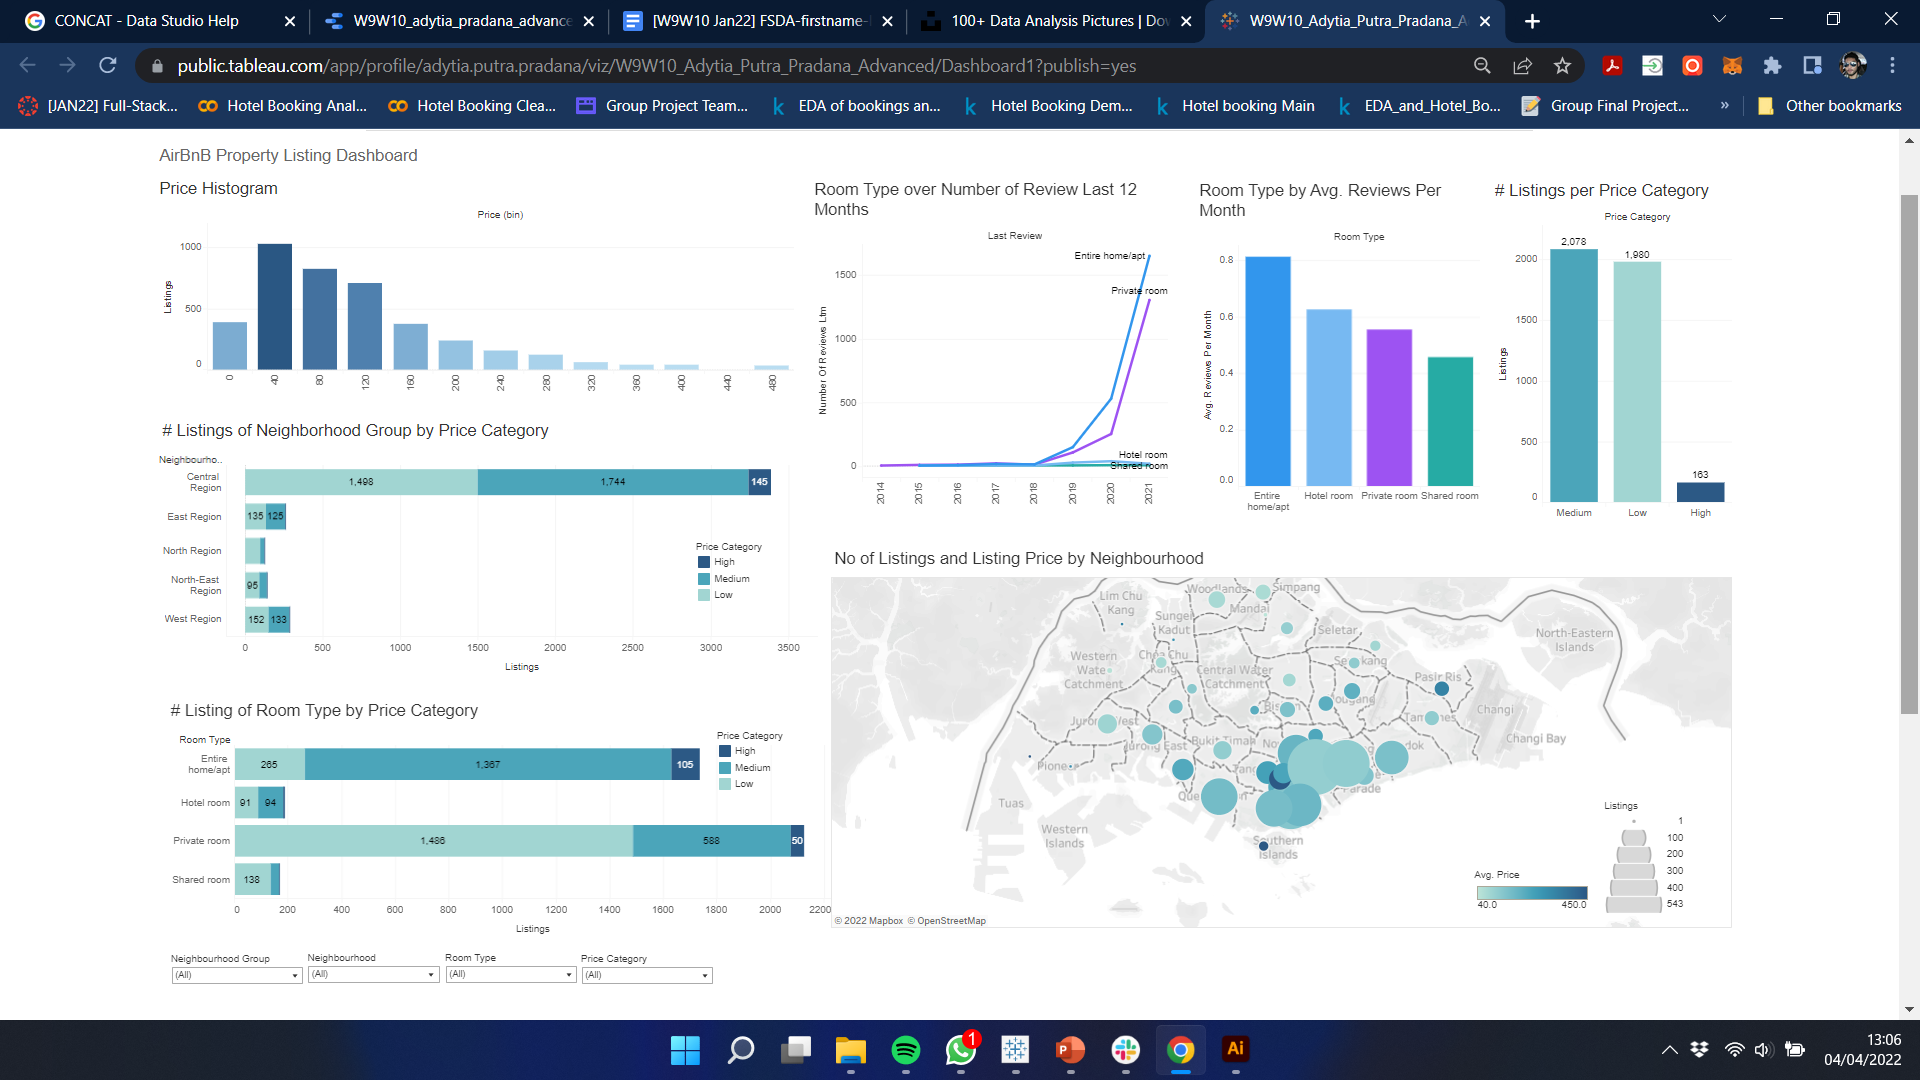 CONCAT - Data Studio Help
W9W10_adytia_pradana_advance
[W9W10 Jan22] FSDA-firstname-
100+ Data Analysis Pictures | Dow
W9W10_Adytia_Putra_Pradana_A
public.tableau.com/app/profile/adytia.putra.pradana/viz/W9W10_Adytia_Putra_Pradana_Advanced/Dashboard1?publish=yes
[JAN22] Full-Stack...
Hotel Booking Anal...
Hotel Booking Clea...
Group Project Team...
EDA of bookings an...
Hotel Booking Dem...
Hotel booking Main
EDA_and_Hotel_Bo...
Group Final Project...
»
Other bookmarks
AirBnB Property Listing Dashboard
Price Histogram
Price (bin)
Listings
1000
500
0
0 40 80 120 160 200 240 280 320 360 400 440 480
# Listings of Neighborhood Group by Price Category
Neighbourho..
Central
Region
1,498 1,744 145
East Region 135 125
North Region
North-East
Region
95
West Region 152 133
Price Category
High
Medium
Low
0 500 1000 1500 2000 2500 3000 3500
Listings
# Listing of Room Type by Price Category
Room Type
Entire
home/apt
265 1,367 105
Hotel room 91 94
Private room 1,486 588 50
Shared room 138
Price Category
High
Medium
Low
0 200 400 600 800 1000 1200 1400 1600 1800 2000 2200
Listings
Neighbourhood Group
(All)
Neighbourhood
(All)
Room Type
(All)
Price Category
(All)
Room Type over Number of Review Last 12
Months
Last Review
Number Of Reviews Ltm
1500
1000
500
0
Entire home/apt
Private room
Hotel room
Shared room
2014 2015 2016 2017 2018 2019 2020 2021
Room Type by Avg. Reviews Per
Month
Room Type
Avg. Reviews Per Month
0.8
0.6
0.4
0.2
0.0
Entire
home/apt
Hotel room
Private room
Shared room
# Listings per Price Category
Price Category
Listings
2000
1500
1000
500
0
2,078
1,980
163
Medium
Low
High
No of Listings and Listing Price by Neighbourhood
Woodlands
Simpang
Lim Chu
Kang
Mandai
Sungei
Kadut
Seletar
North-Eastern
Islands
Western
Water
Catchment
Central Water
Catchment
Pasir Ris
Changi
Changi Bay
Jurong East
Bukit Timah
Tuas
Western
Islands
Southern
Islands
Listings
1
100
200
300
400
543
Avg. Price
40.0 450.0
© 2022 Mapbox © OpenStreetMap
1
Ai
13:06
04/04/2022